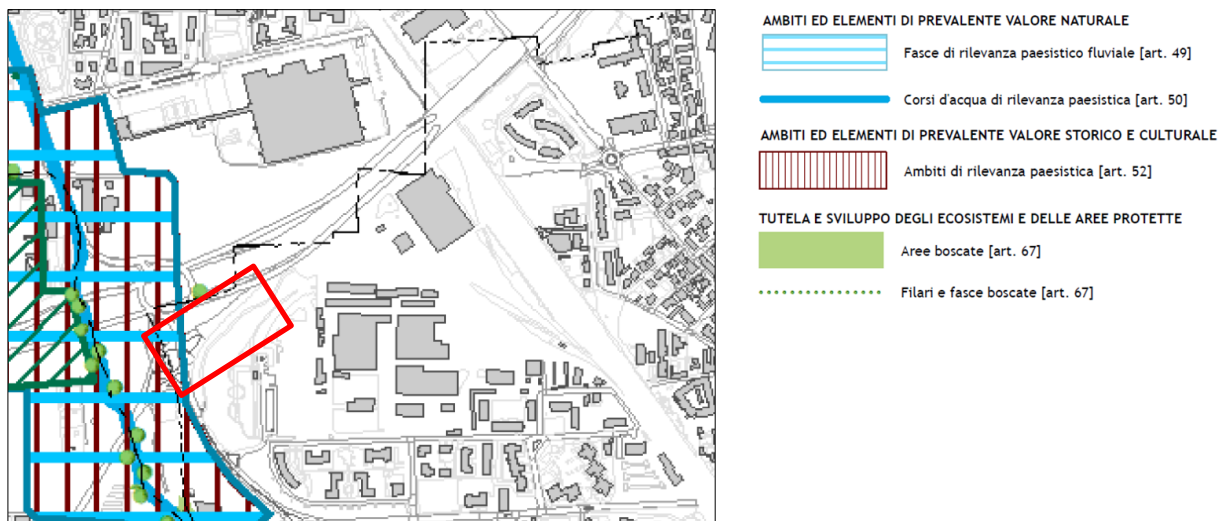 AMBITI ED ELEMENTI DI PREVALENTE VALORE NATURALE
Fasce di rilevanza paesistico fluviale [art. 49]
Corsi d'acqua di rilevanza paesistica [art. 50]
AMBITI ED ELEMENTI DI PREVALENTE VALORE STORICO E CULTURALE
Ambiti di rilevanza paesistica [art. 52]
TUTELA E SVILUPPO DEGLI ECOSISTEMI E DELLE AREE PROTETTE
Aree boscate [art. 67]
Filari e fasce boscate [art. 67]